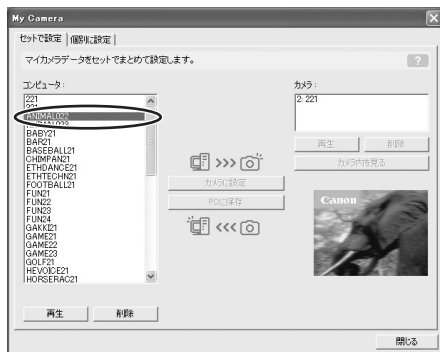 My Camera
セットで設定
個別に設定
マイカメラデータをセットでまとめて設定します。
?
コンピュータ:
221
ANIMAL022
BABY21
BAR21
BASEBALL21
CHIMPAN21
ETHDANCE21
ETHTECHN21
FOOTBALL21
FUN21
FUN22
FUN23
FUN24
GAKKI21
GAME21
GAME22
GAME23
GOLF21
HEVOICE21
HORSERAC21
再生
削除
>>>
カメラに設定
PCに保存
<<<
カメラ:
2: 221
再生
削除
カメラ内を見る
Canon
閉じる